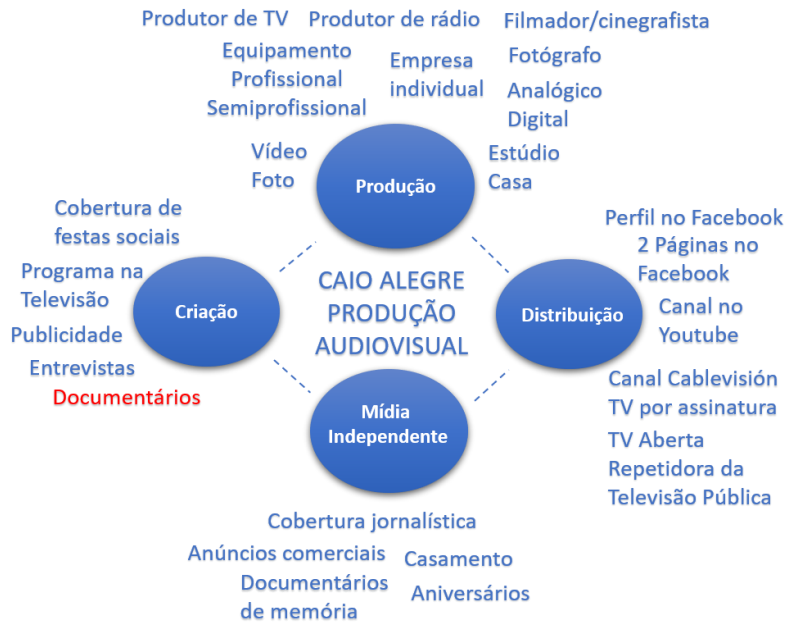 Produtor de TV
Produtor de rádio
Filmador/cinegrafista
Equipamento
Profissional
Semiprofissional
Empresa
individual
Fotógrafo
Analógico
Digital
Vídeo
Foto
Estúdio
Casa
Produção
Cobertura de
festas sociais
Programa na
Televisão
Publicidade
Entrevistas
Documentários
Criação
CAIO ALEGRE
PRODUÇÃO
AUDIOVISUAL
Distribuição
Perfil no Facebook
2 Páginas no
Facebook
Canal no
Youtube
Canal Cablevisión
TV por assinatura
TV Aberta
Repetidora da
Televisão Pública
Mídia
Independente
Cobertura jornalística
Anúncios comerciais
Casamento
Documentários
de memória
Aniversários